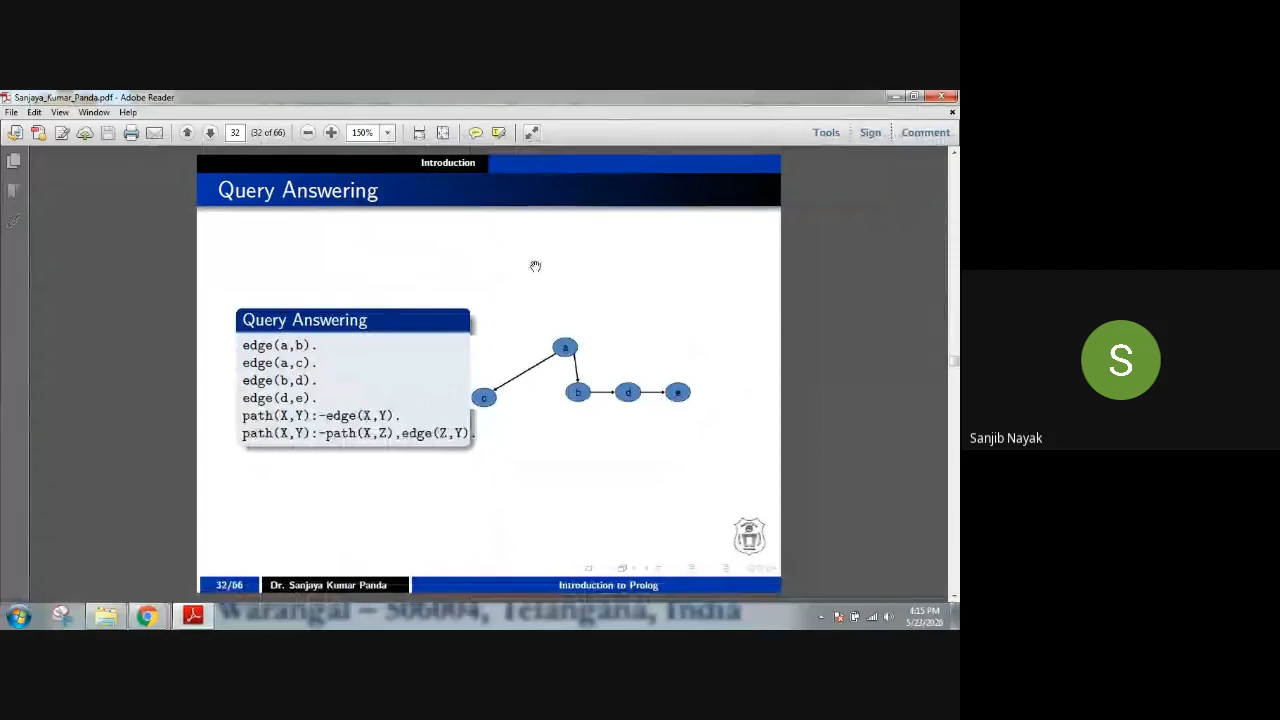 Sanjaya_Kumar_Panda.pdf - Adobe Reader
File Edit View Window Help
32 (32 of 66) 150% Tools Sign Comment
Introduction
Query Answering
Query Answering
edge(a,b).
edge(a,c).
edge(b,d).
edge(d,e).
path(X,Y):-edge(X,Y).
path(X,Y):-path(X,Z),edge(Z,Y).
a
c b d e
S
Sanjib Nayak
32/66 Dr. Sanjaya Kumar Panda Introduction to Prolog
Warangal – 506004, Telangana, India
4:15 PM
5/23/2020